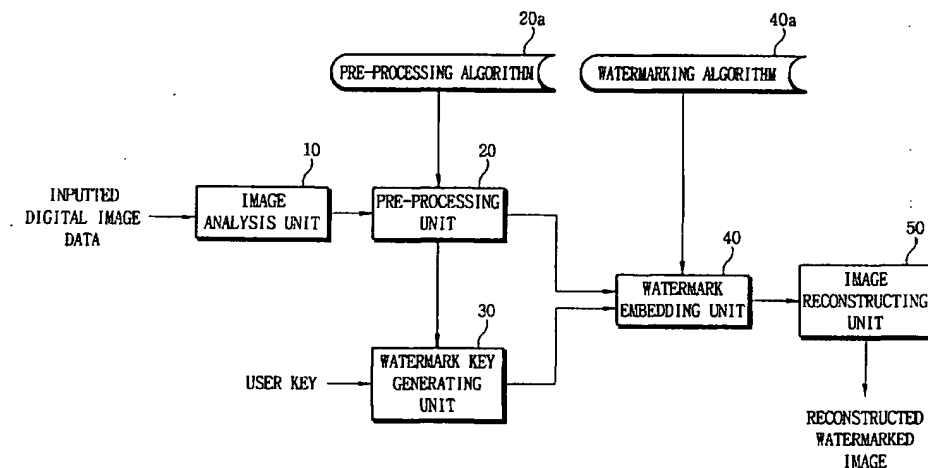 20a
40a
PRE-PROCESSING ALGORITHM
WATERMARKING ALGORITHM
10
20
INPUTTED
DIGITAL IMAGE
DATA
IMAGE
ANALYSIS UNIT
PRE-PROCESSING
UNIT
40
50
WATERMARK
EMBEDDING UNIT
IMAGE
RECONSTRUCTING
UNIT
30
USER KEY
WATERMARK KEY
GENERATING
UNIT
RECONSTRUCTED
WATERMARKED
IMAGE